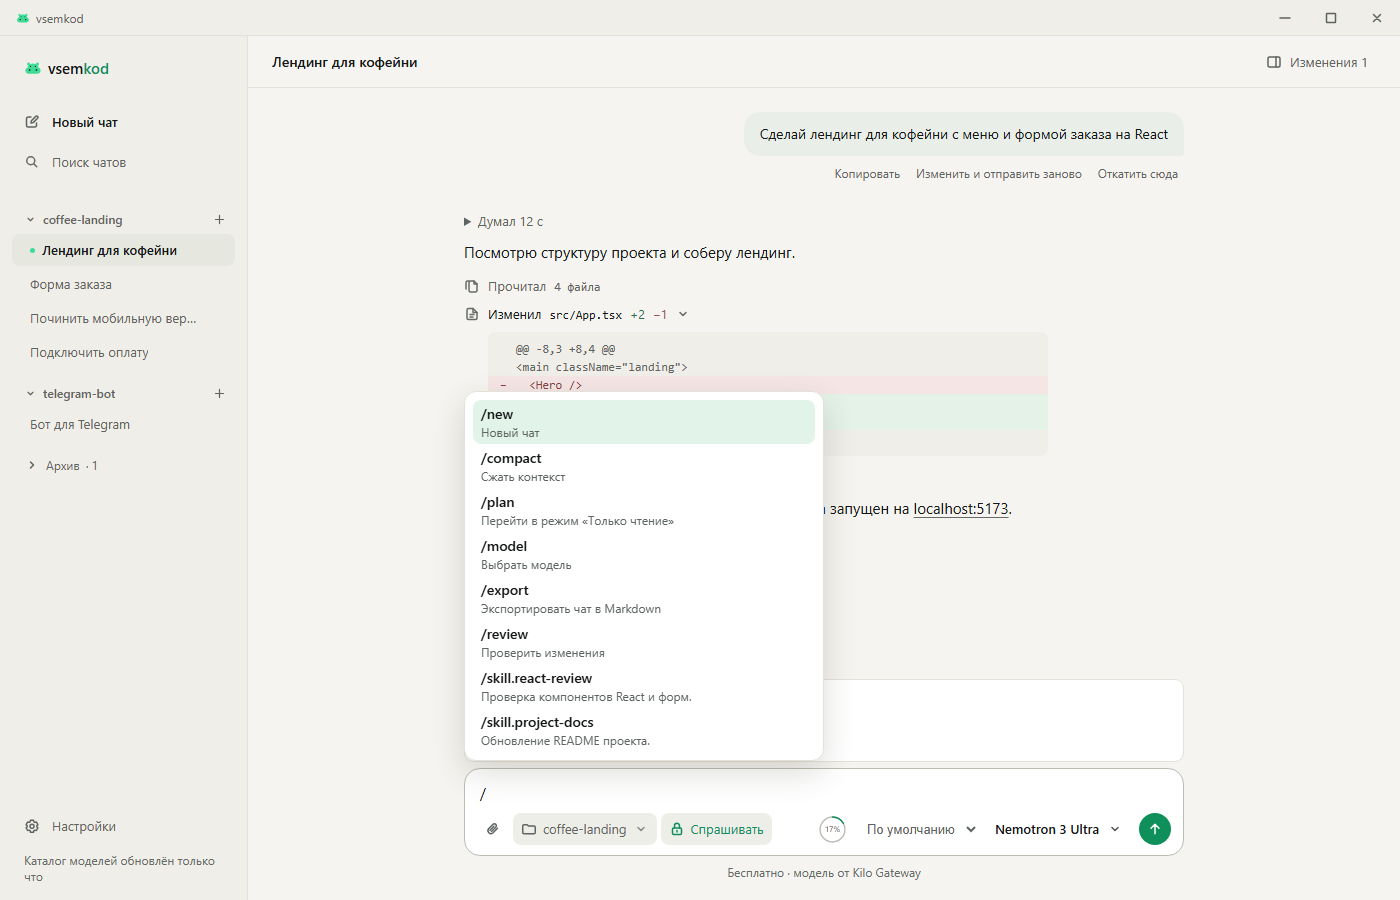 vsemkod
vsemkod
Новый чат
Поиск чатов
coffee-landing
Лендинг для кофейни
Форма заказа
Починить мобильную вер...
Подключить оплату
telegram-bot
Бот для Telegram
Архив · 1
Настройки
Каталог моделей обновлён только
что
Лендинг для кофейни
Изменения 1
Сделай лендинг для кофейни с меню и формой заказа на React
Копировать Изменить и отправить заново Откатить сюда
Думал 12 с
Посмотрю структуру проекта и соберу лендинг.
Прочитал 4 файла
Изменил src/App.tsx +2 −1
@@ -8,3 +8,4 @@
<main className="landing">
− <Hero />
/new
Новый чат
/compact
Сжать контекст
/plan
Перейти в режим «Только чтение»
/model
Выбрать модель
/export
Экспортировать чат в Markdown
/review
Проверить изменения
/skill.react-review
Проверка компонентов React и форм.
/skill.project-docs
Обновление README проекта.
запущен на localhost:5173.
/
coffee-landing Спрашивать 17% По умолчанию Nemotron 3 Ultra
Бесплатно · модель от Kilo Gateway